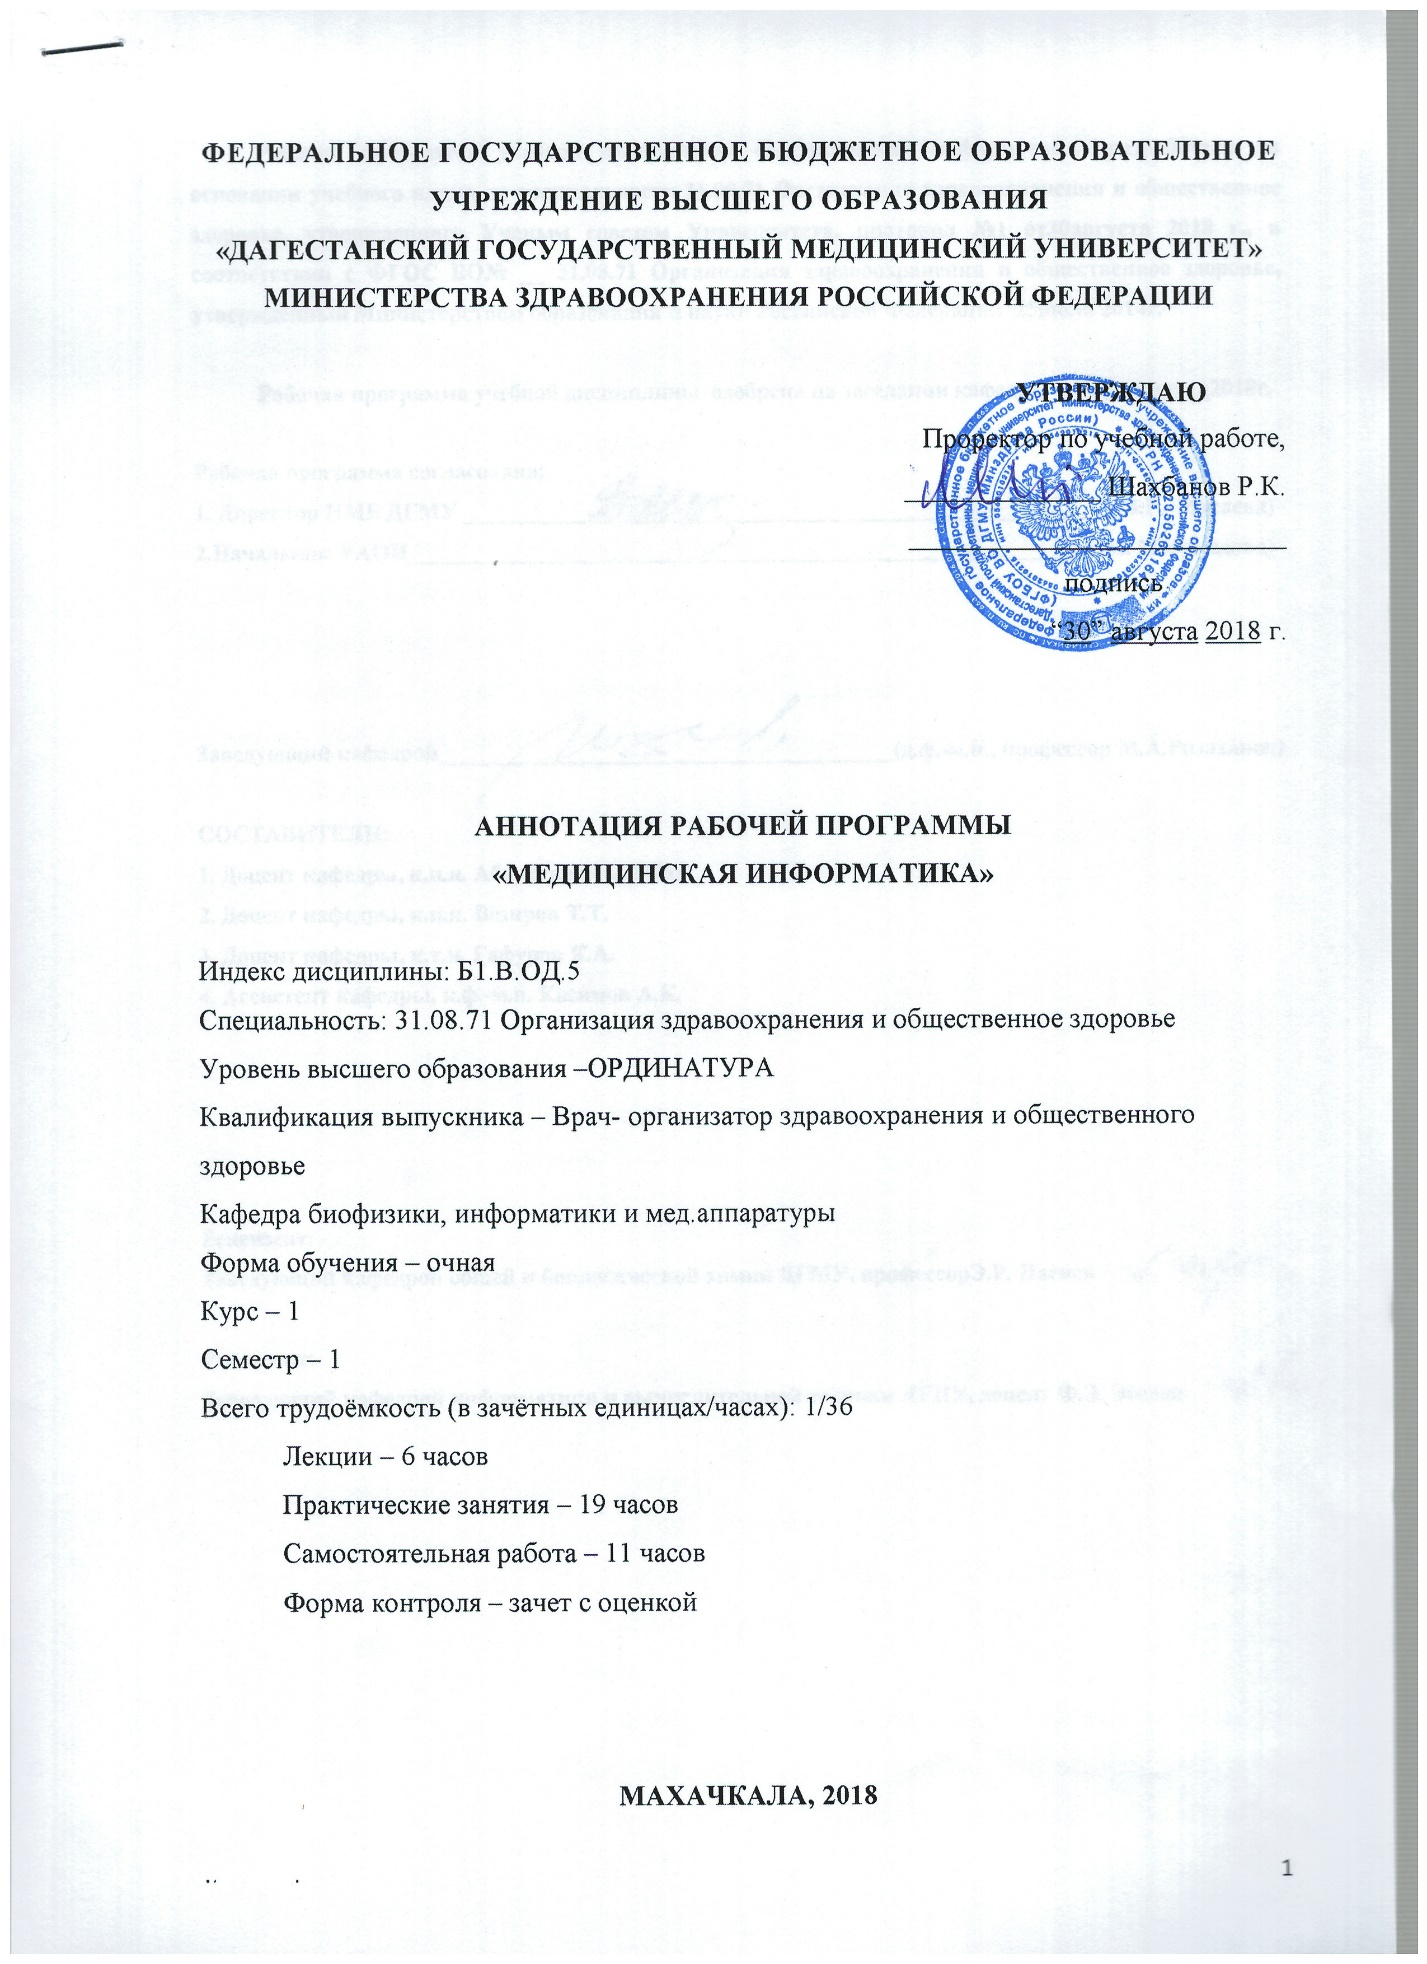 ФЕДЕРАЛЬНОЕ ГОСУДАРСТВЕННОЕ БЮДЖЕТНОЕ ОБРАЗОВАТЕЛЬНОЕ
УЧРЕЖДЕНИЕ ВЫСШЕГО ОБРАЗОВАНИЯ
«ДАГЕСТАНСКИЙ ГОСУДАРСТВЕННЫЙ МЕДИЦИНСКИЙ УНИВЕРСИТЕТ»
МИНИСТЕРСТВА ЗДРАВООХРАНЕНИЯ РОССИЙСКОЙ ФЕДЕРАЦИИ
УТВЕРЖДАЮ
Проректор по учебной работе,
Шахбанов Р.К.
подпись
“30” августа 2018 г.
АННОТАЦИЯ РАБОЧЕЙ ПРОГРАММЫ
«МЕДИЦИНСКАЯ ИНФОРМАТИКА»
Индекс дисциплины: Б1.В.ОД.5
Специальность: 31.08.71 Организация здравоохранения и общественное здоровье
Уровень высшего образования –ОРДИНАТУРА
Квалификация выпускника – Врач- организатор здравоохранения и общественного
здоровье
Кафедра биофизики, информатики и мед.аппаратуры
Форма обучения – очная
Курс – 1
Семестр – 1
Всего трудоёмкость (в зачётных единицах/часах): 1/36
Лекции – 6 часов
Практические занятия – 19 часов
Самостоятельная работа – 11 часов
Форма контроля – зачет с оценкой
МАХАЧКАЛА, 2018
1